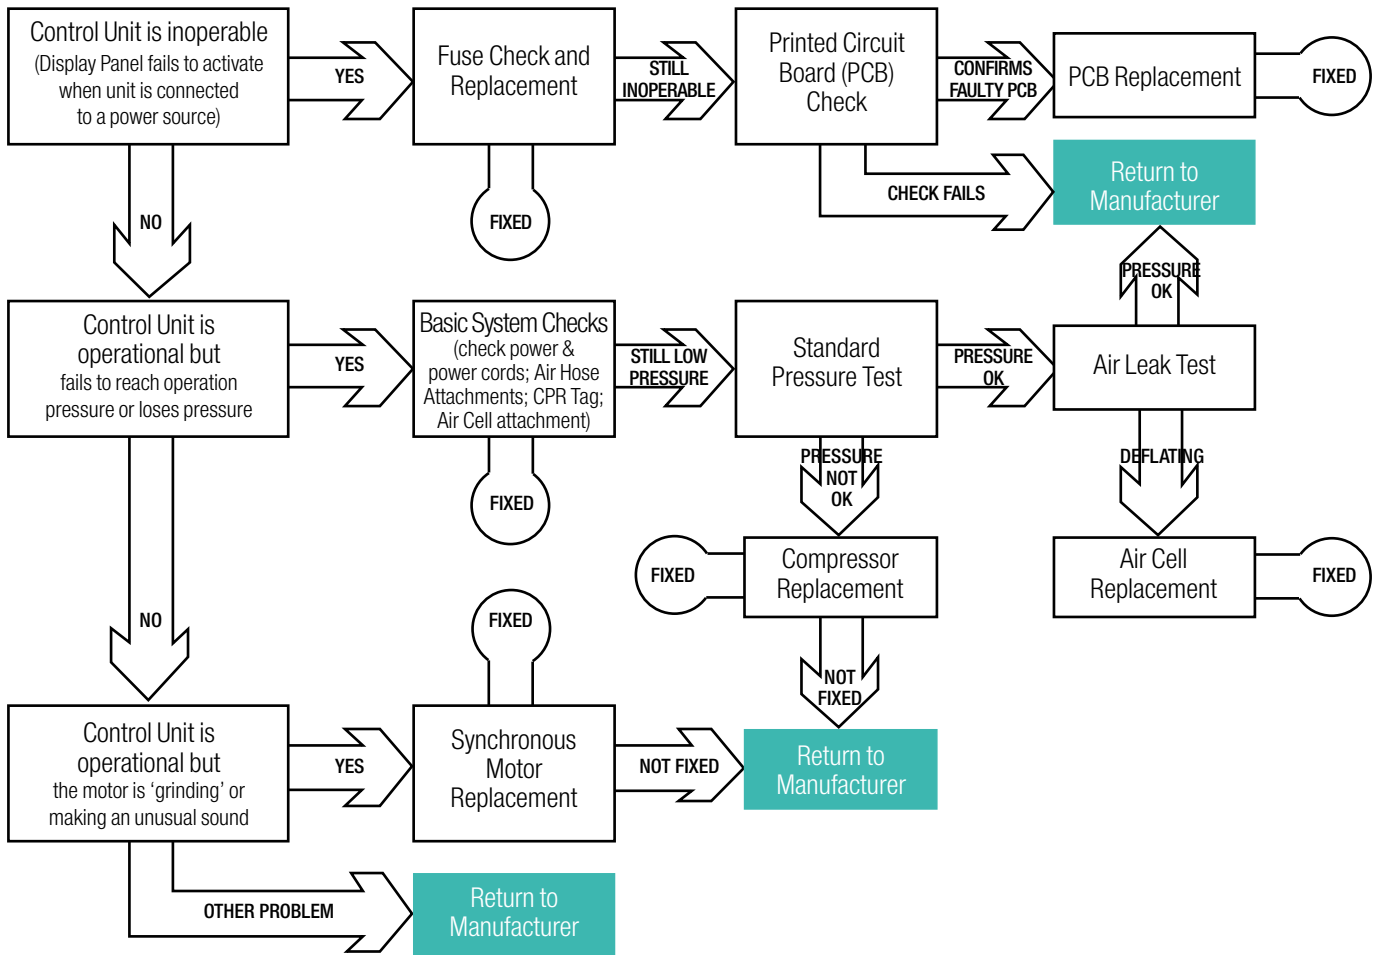 Control Unit is inoperable
(Display Panel fails to activate
when unit is connected
to a power source)
YES
Fuse Check and
Replacement
STILL
INOPERABLE
Printed Circuit
Board (PCB)
Check
CONFIRMS
FAULTY PCB
PCB Replacement
FIXED
NO
FIXED
CHECK FAILS
Return to
Manufacturer
PRESSURE
OK
Control Unit is
operational but
fails to reach operation
pressure or loses pressure
YES
Basic System Checks
(check power &
power cords; Air Hose
Attachments; CPR Tag;
Air Cell attachment)
STILL LOW
PRESSURE
Standard
Pressure Test
PRESSURE
OK
Air Leak Test
FIXED
PRESSURE
NOT
OK
DEFLATING
FIXED
Compressor
Replacement
Air Cell
Replacement
FIXED
NO
FIXED
NOT
FIXED
Control Unit is
operational but
the motor is ‘grinding’ or
making an unusual sound
YES
Synchronous
Motor
Replacement
NOT FIXED
Return to
Manufacturer
OTHER PROBLEM
Return to
Manufacturer